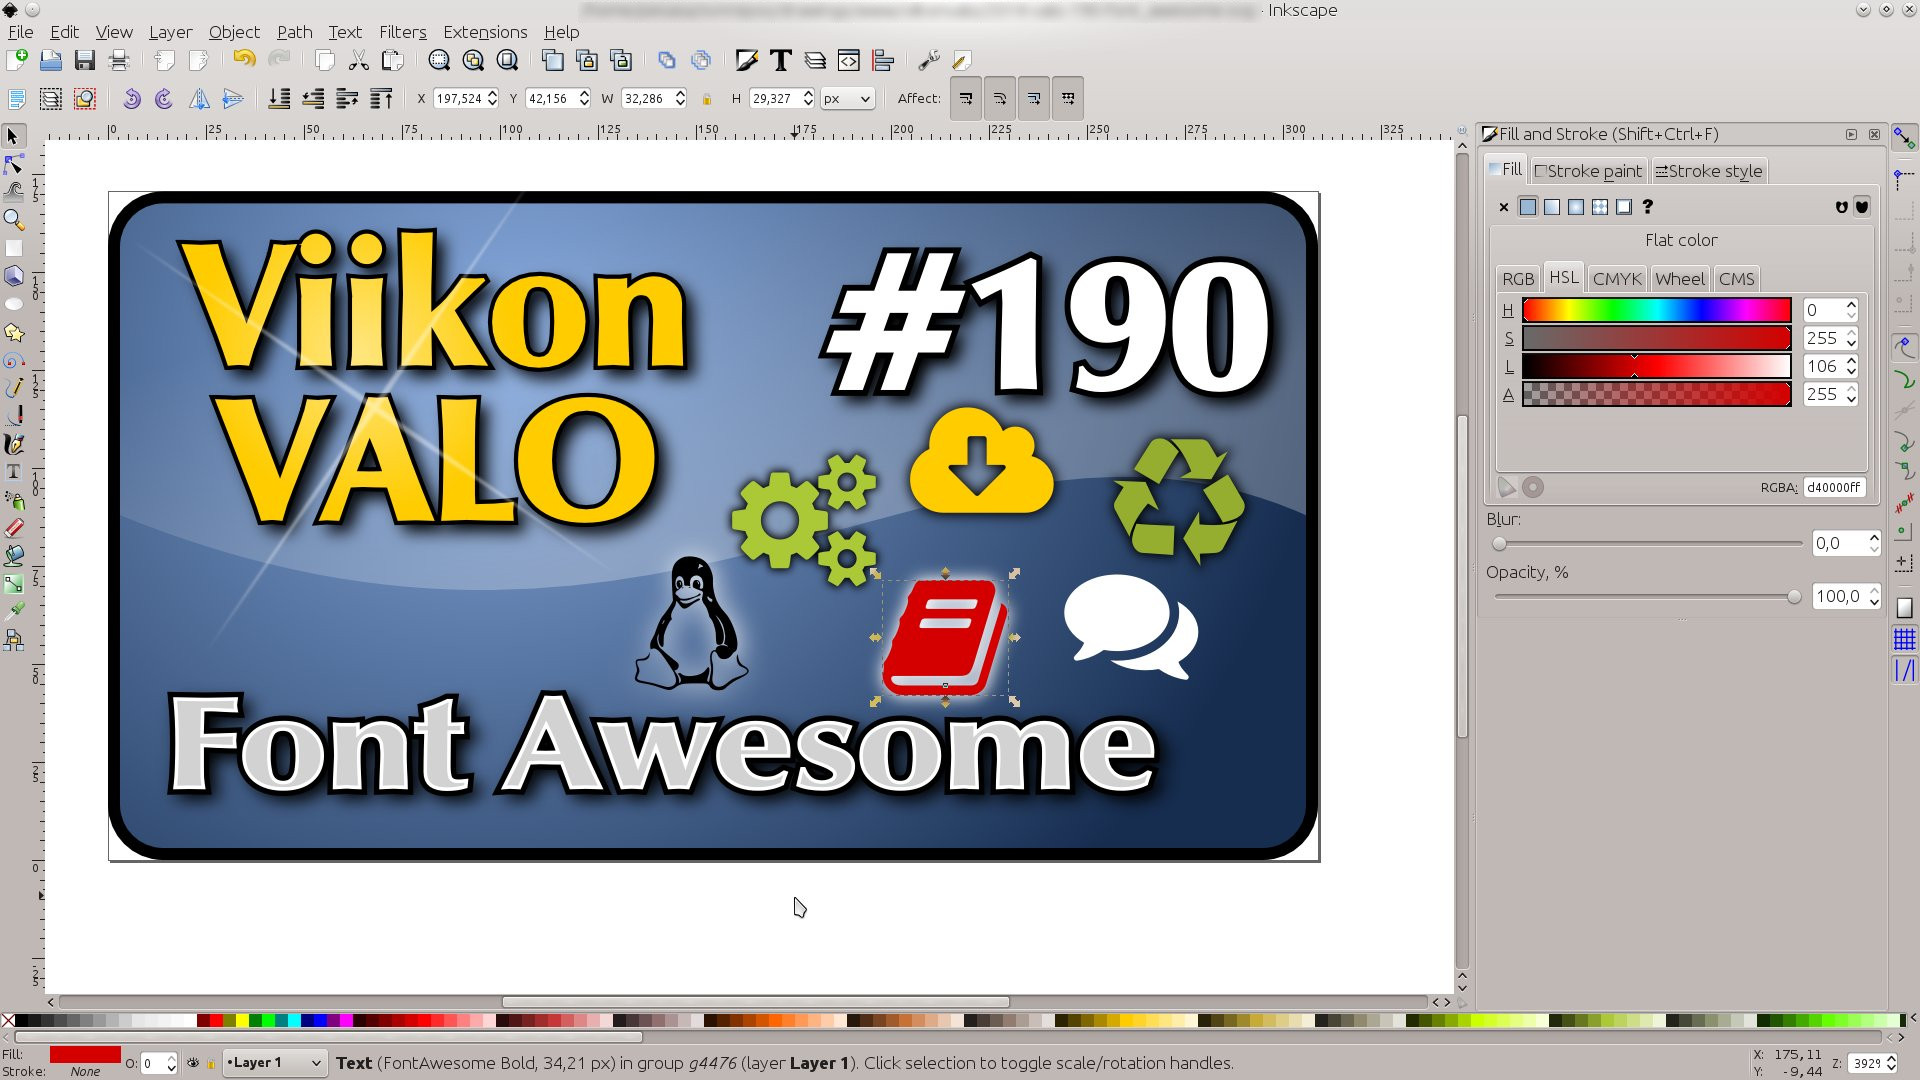 Inkscape
File Edit View Layer Object Path Text Filters Extensions Help
X 197,524 Y 42,156 W 32,286 H 29,327 px Affect:
0 25 50 75 100 125 150 175 200 225 250 275 300 325
Fill and Stroke (Shift+Ctrl+F)
Fill Stroke paint Stroke style
?
Flat color
RGB HSL CMYK Wheel CMS
H 0
S 255
L 106
A 255
RGBA: d40000ff
Blur:
0,0
Opacity, %
100,0
Viikon
VALO
#190
Font Awesome
Fill:
Stroke: None
O: 0
•Layer 1
Text (FontAwesome Bold, 34,21 px) in group g4476 (layer Layer 1). Click selection to toggle scale/rotation handles.
X: 175,11
Y: -9,44
Z: 392%